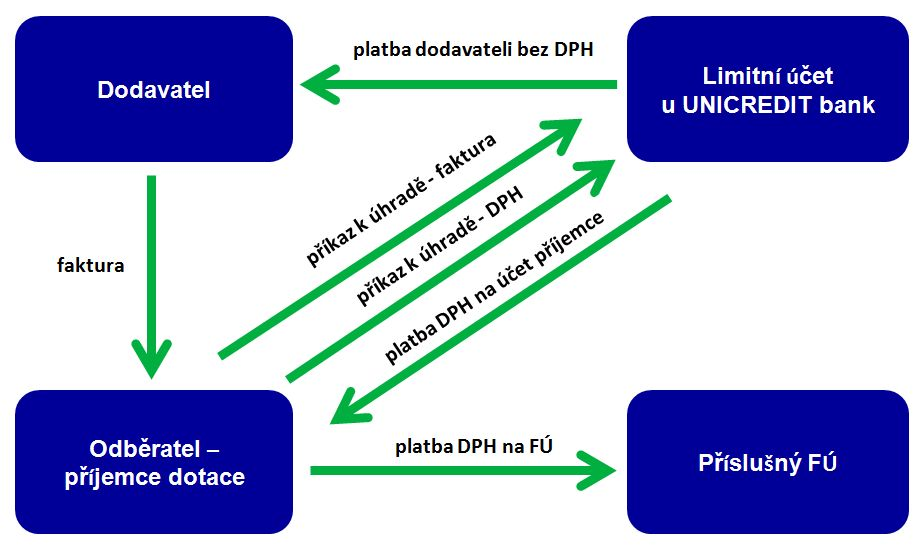 platba dodavateli bez DPH
Dodavatel
Limitní účet
u UNICREDIT bank
příkaz k úhradě - faktura
příkaz k úhradě - DPH
platba DPH na účet příjemce
faktura
Odběratel –
příjemce dotace
platba DPH na FÚ
Příslušný FÚ